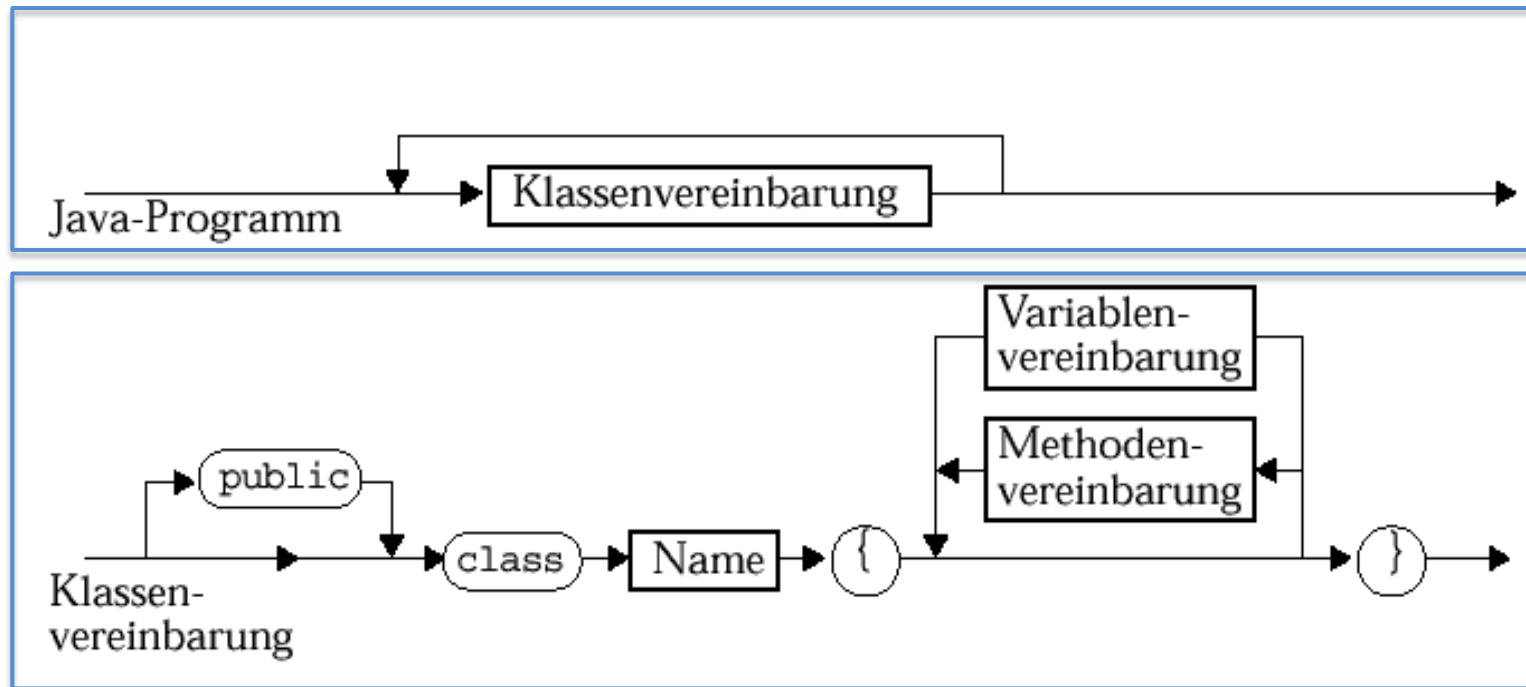 Klassenvereinbarung
Java-Programm
Variablen-
vereinbarung
Methoden-
vereinbarung
public
class
Name
{
}
Klassen-
vereinbarung